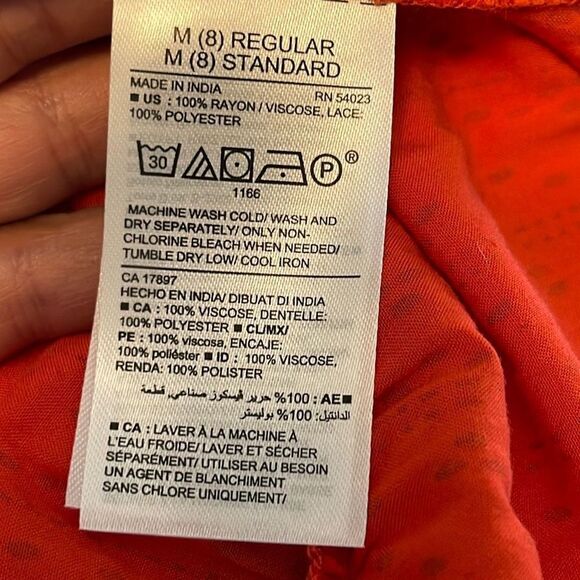 M (8) REGULAR
M (8) STANDARD
MADE IN INDIA RN 54023
■ US : 100% RAYON / VISCOSE, LACE:
100% POLYESTER
30 P ®
1166
MACHINE WASH COLD/ WASH AND
DRY SEPARATELY/ ONLY NON-
CHLORINE BLEACH WHEN NEEDED/
TUMBLE DRY LOW/ COOL IRON
CA 17897
HECHO EN INDIA/ DIBUAT DI INDIA
■ CA : 100% VISCOSE, DENTELLE:
100% POLYESTER ■ CL/MX/
PE : 100% viscosa, ENCAJE:
100% poliéster ■ ID : 100% VISCOSE,
RENDA: 100% POLISTER
■AE : 100% حرير فيسكوز صناعي, قطعة
الدانتيل: 100% بوليستر
■ CA : LAVER À LA MACHINE À
L'EAU FROIDE/ LAVER ET SÉCHER
SÉPARÉMENT/ UTILISER AU BESOIN
UN AGENT DE BLANCHIMENT
SANS CHLORE UNIQUEMENT/